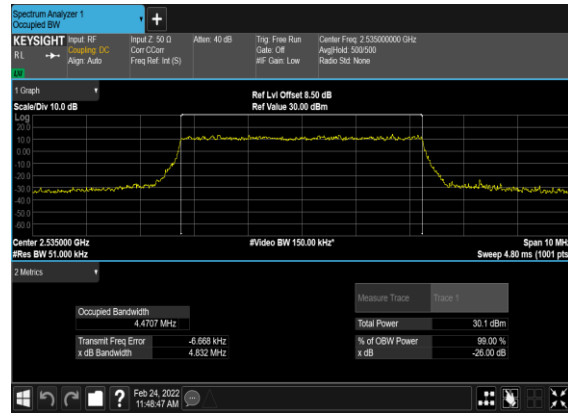 Spectrum Analyzer 1
Occupied BW
KEYSIGHT Input: RF Input Z: 50 Ω Atten: 40 dB Trig: Free Run Center Freq: 2.535000000 GHz
RL Coupling: DC Corr CCorr Gate: Off Avg|Hold: 500/500
Align: Auto Freq Ref: Int (S) #IF Gain: Low Radio Std: None
1 Graph
Scale/Div 10.0 dB
Ref Lvl Offset 8.50 dB
Ref Value 30.00 dBm
Log
20.0
10.0
0.00
-10.0
-20.0
-30.0
-40.0
-50.0
-60.0
Center 2.535000 GHz #Video BW 150.00 kHz* Span 10 MHz
#Res BW 51.000 kHz Sweep 4.80 ms (1001 pts)
2 Metrics
Measure Trace Trace 1
Occupied Bandwidth
4.4707 MHz
Total Power 30.1 dBm
Transmit Freq Error -6.668 kHz % of OBW Power 99.00 %
x dB Bandwidth 4.832 MHz x dB -26.00 dB
Feb 24, 2022
11:48:47 AM